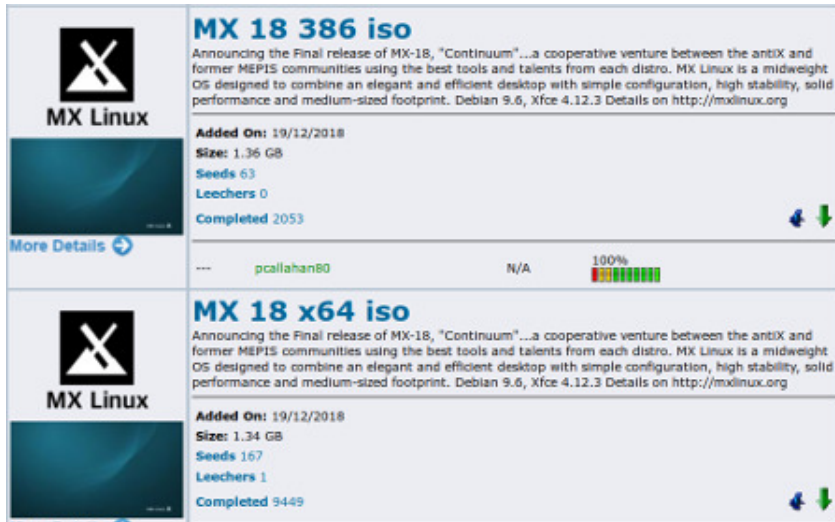 MX 18 386 iso
Announcing the Final release of MX-18, "Continuum"...a cooperative venture between the antiX and
former MEPIS communities using the best tools and talents from each distro. MX Linux is a midweight
OS designed to combine an elegant and efficient desktop with simple configuration, high stability, solid
performance and medium-sized footprint. Debian 9.6, Xfce 4.12.3 Details on http://mxlinux.org
MX Linux
Added On: 19/12/2018
Size: 1.36 GB
Seeds 63
Leechers 0
Completed 2053
More Details
--- pcallahan80 N/A 100%
MX 18 x64 iso
Announcing the Final release of MX-18, "Continuum"...a cooperative venture between the antiX and
former MEPIS communities using the best tools and talents from each distro. MX Linux is a midweight
OS designed to combine an elegant and efficient desktop with simple configuration, high stability, solid
performance and medium-sized footprint. Debian 9.6, Xfce 4.12.3 Details on http://mxlinux.org
MX Linux
Added On: 19/12/2018
Size: 1.34 GB
Seeds 167
Leechers 1
Completed 9449